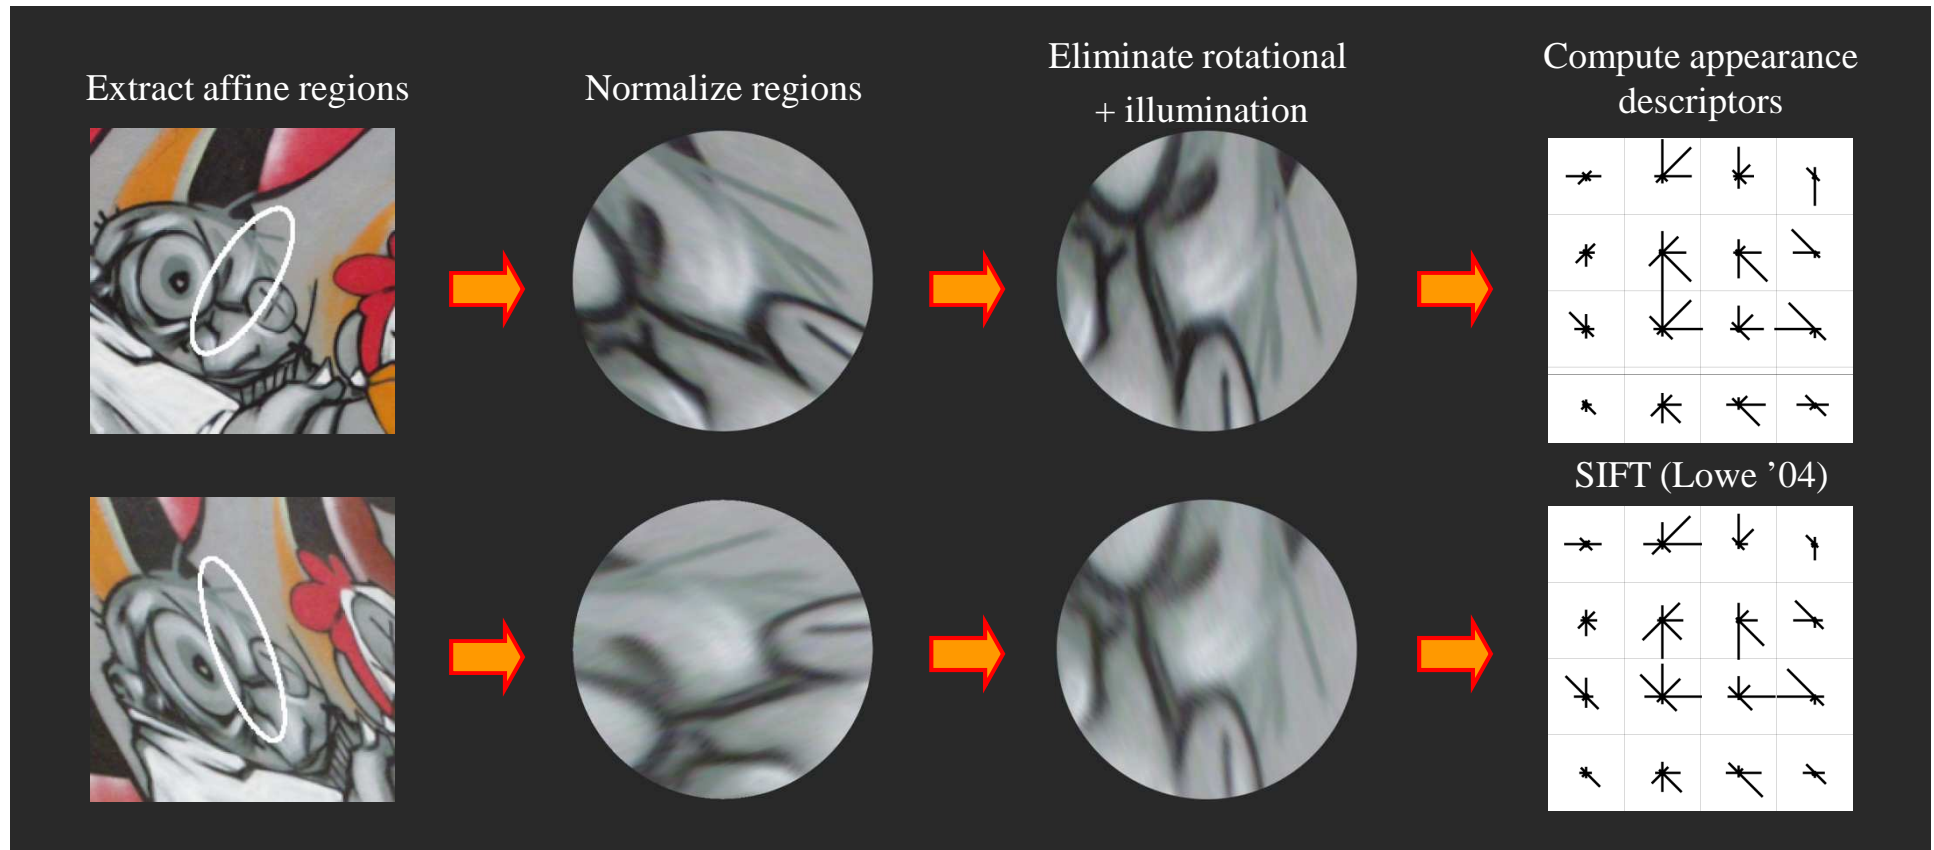 Extract affine regions
Normalize regions
Eliminate rotational
+ illumination
Compute appearance
descriptors
SIFT (Lowe ’04)